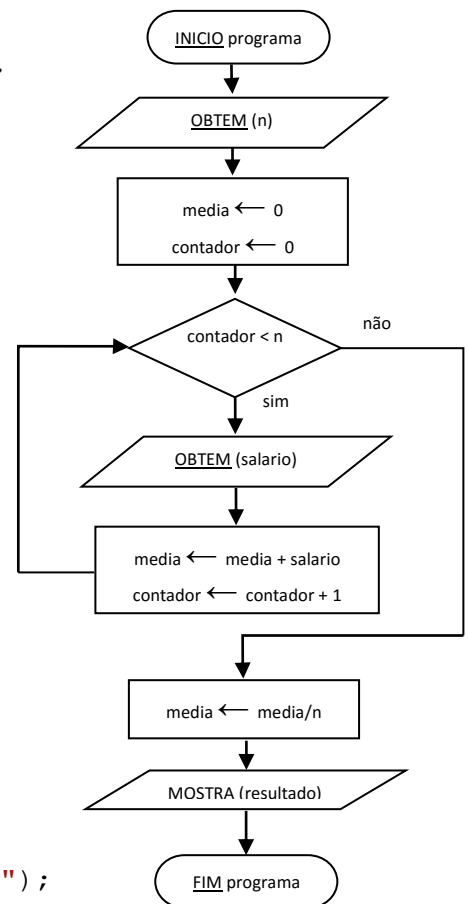 INICIO programa
OBTEM (n)
media ← 0
contador ← 0
contador < n
não
sim
OBTEM (salario)
media ← media + salario
contador ← contador + 1
media ← media/n
MOSTRA (resultado)
");
FIM programa